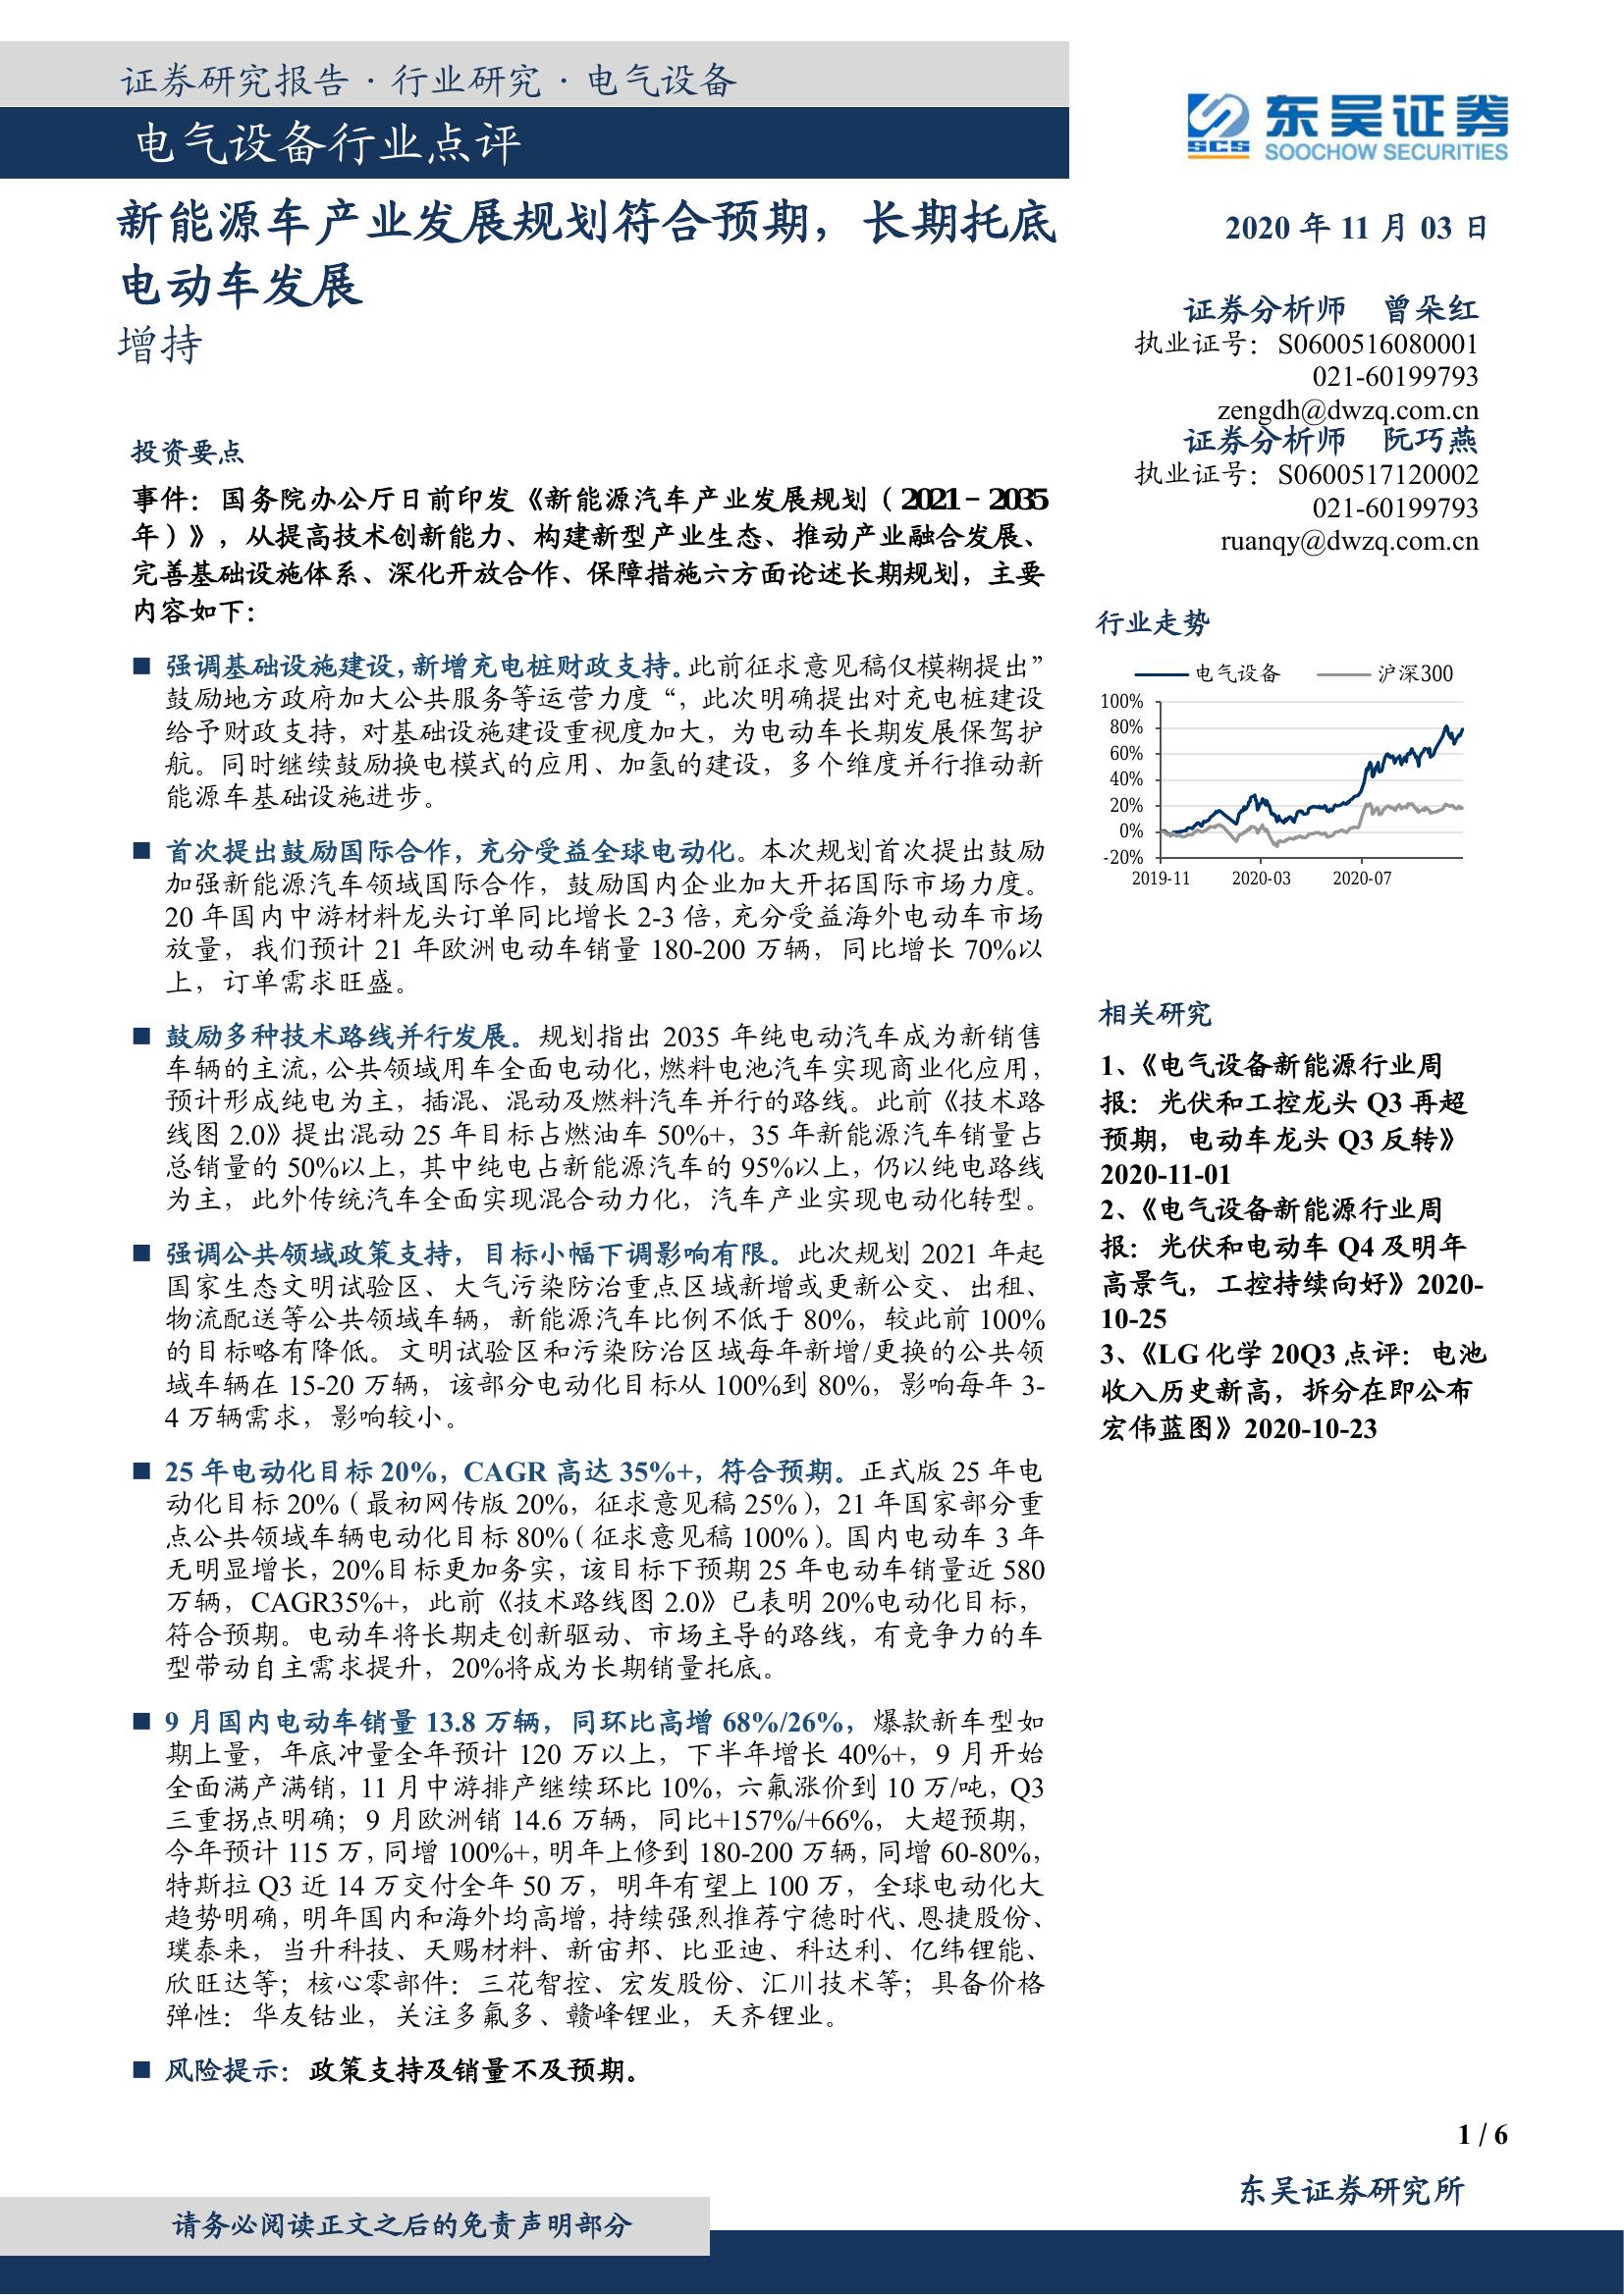 证券研究报告·行业研究·电气设备
电气设备行业点评
东吴证券
SCS
SOOCHOW SECURITIES
新能源车产业发展规划符合预期，长期托底
电动车发展
增持
2020 年 11 月 03 日
证券分析师 曾朵红
执业证号：S0600516080001
021-60199793
zengdh@dwzq.com.cn
证券分析师 阮巧燕
执业证号：S0600517120002
021-60199793
ruanqy@dwzq.com.cn
投资要点
事件：国务院办公厅日前印发《新能源汽车产业发展规划（2021－2035
年）》，从提高技术创新能力、构建新型产业生态、推动产业融合发展、
完善基础设施体系、深化开放合作、保障措施六方面论述长期规划，主要
内容如下：
■ 强调基础设施建设，新增充电桩财政支持。此前征求意见稿仅模糊提出”
鼓励地方政府加大公共服务等运营力度“，此次明确提出对充电桩建设
给予财政支持，对基础设施建设重视度加大，为电动车长期发展保驾护
航。同时继续鼓励换电模式的应用、加氢的建设，多个维度并行推动新
能源车基础设施进步。
■ 首次提出鼓励国际合作，充分受益全球电动化。本次规划首次提出鼓励
加强新能源汽车领域国际合作，鼓励国内企业加大开拓国际市场力度。
20 年国内中游材料龙头订单同比增长 2-3 倍，充分受益海外电动车市场
放量，我们预计 21 年欧洲电动车销量 180-200 万辆，同比增长 70%以
上，订单需求旺盛。
■ 鼓励多种技术路线并行发展。规划指出 2035 年纯电动汽车成为新销售
车辆的主流，公共领域用车全面电动化，燃料电池汽车实现商业化应用，
预计形成纯电为主，插混、混动及燃料汽车并行的路线。此前《技术路
线图 2.0》提出混动 25 年目标占燃油车 50%+，35 年新能源汽车销量占
总销量的 50%以上，其中纯电占新能源汽车的 95%以上，仍以纯电路线
为主，此外传统汽车全面实现混合动力化，汽车产业实现电动化转型。
■ 强调公共领域政策支持，目标小幅下调影响有限。此次规划 2021 年起
国家生态文明试验区、大气污染防治重点区域新增或更新公交、出租、
物流配送等公共领域车辆，新能源汽车比例不低于 80%，较此前 100%
的目标略有降低。文明试验区和污染防治区域每年新增/更换的公共领
域车辆在 15-20 万辆，该部分电动化目标从 100%到 80%，影响每年 3-
4 万辆需求，影响较小。
■ 25 年电动化目标 20%，CAGR 高达 35%+，符合预期。正式版 25 年电
动化目标 20%（最初网传版 20%，征求意见稿 25%），21 年国家部分重
点公共领域车辆电动化目标 80%（征求意见稿 100%）。国内电动车 3 年
无明显增长，20%目标更加务实，该目标下预期 25 年电动车销量近 580
万辆，CAGR35%+，此前《技术路线图 2.0》已表明 20%电动化目标，
符合预期。电动车将长期走创新驱动、市场主导的路线，有竞争力的车
型带动自主需求提升，20%将成为长期销量托底。
■ 9 月国内电动车销量 13.8 万辆，同环比高增 68%/26%，爆款新车型如
期上量，年底冲量全年预计 120 万以上，下半年增长 40%+，9 月开始
全面满产满销，11 月中游排产继续环比 10%，六氟涨价到 10 万/吨，Q3
三重拐点明确；9 月欧洲销 14.6 万辆，同比+157%/+66%，大超预期，
今年预计 115 万，同增 100%+，明年上修到 180-200 万辆，同增 60-80%，
特斯拉 Q3 近 14 万交付全年 50 万，明年有望上 100 万，全球电动化大
趋势明确，明年国内和海外均高增，持续强烈推荐宁德时代、恩捷股份、
璞泰来，当升科技、天赐材料、新宙邦、比亚迪、科达利、亿纬锂能、
欣旺达等；核心零部件：三花智控、宏发股份、汇川技术等；具备价格
弹性：华友钴业，关注多氟多、赣峰锂业，天齐锂业。
■ 风险提示：政策支持及销量不及预期。
行业走势
电气设备 沪深300
100%
80%
60%
40%
20%
0%
-20%
2019-11 2020-03 2020-07
相关研究
1、《电气设备新能源行业周
报：光伏和工控龙头 Q3 再超
预期，电动车龙头 Q3 反转》
2020-11-01
2、《电气设备新能源行业周
报：光伏和电动车 Q4 及明年
高景气，工控持续向好》2020-
10-25
3、《LG 化学 20Q3 点评：电池
收入历史新高，拆分在即公布
宏伟蓝图》2020-10-23
1 / 6
东吴证券研究所
请务必阅读正文之后的免责声明部分